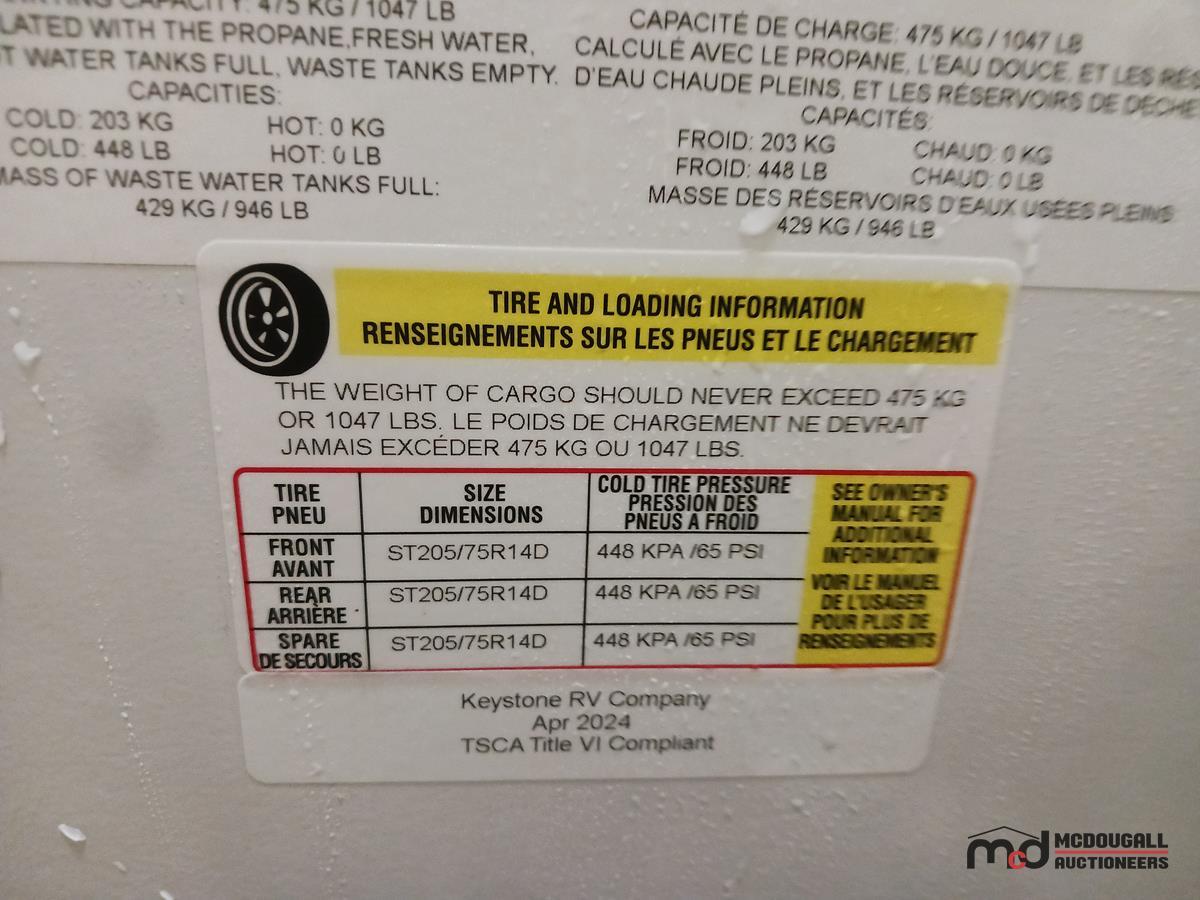 CAPACITY: 475 KG / 1047 LB
LATED WITH THE PROPANE,FRESH WATER,
T WATER TANKS FULL, WASTE TANKS EMPTY.
CAPACITIES:
COLD: 203 KG HOT: 0 KG
COLD: 448 LB HOT: 0 LB
MASS OF WASTE WATER TANKS FULL:
429 KG / 946 LB
CAPACITÉ DE CHARGE: 475 KG / 1047 LB
CALCULÉ AVEC LE PROPANE, L'EAU DOUCE, ET LES RÉS
D'EAU CHAUDE PLEINS, ET LES RÉSERVOIRS DE DÉCHE
CAPACITÉS:
FROID: 203 KG CHAUD: 0 KG
FROID: 448 LB CHAUD: 0 LB
MASSE DES RÉSERVOIRS D'EAUX USÉES PLEINS
429 KG / 946 LB
TIRE AND LOADING INFORMATION
RENSEIGNEMENTS SUR LES PNEUS ET LE CHARGEMENT
THE WEIGHT OF CARGO SHOULD NEVER EXCEED 475 KG
OR 1047 LBS. LE POIDS DE CHARGEMENT NE DEVRAIT
JAMAIS EXCÉDER 475 KG OU 1047 LBS.
TIRE
PNEU
SIZE
DIMENSIONS
COLD TIRE PRESSURE
PRESSION DES
PNEUS A FROID
FRONT
AVANT
ST205/75R14D
448 KPA /65 PSI
REAR
ARRIÈRE
ST205/75R14D
448 KPA /65 PSI
SPARE
DE SECOURS
ST205/75R14D
448 KPA /65 PSI
SEE OWNER'S
MANUAL FOR
ADDITIONAL
INFORMATION
VOIR LE MANUEL
DE L'USAGER
POUR PLUS DE
RENSEIGNEMENTS
Keystone RV Company
Apr 2024
TSCA Title VI Compliant
mcd MCDOUGALL
AUCTIONEERS